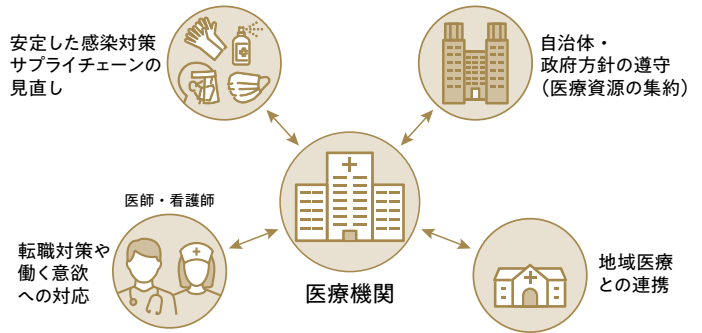 安定した感染対策
サプライチェーンの
見直し
自治体・
政府方針の遵守
（医療資源の集約）
医師・看護師
転職対策や
働く意欲
への対応
医療機関
地域医療
との連携